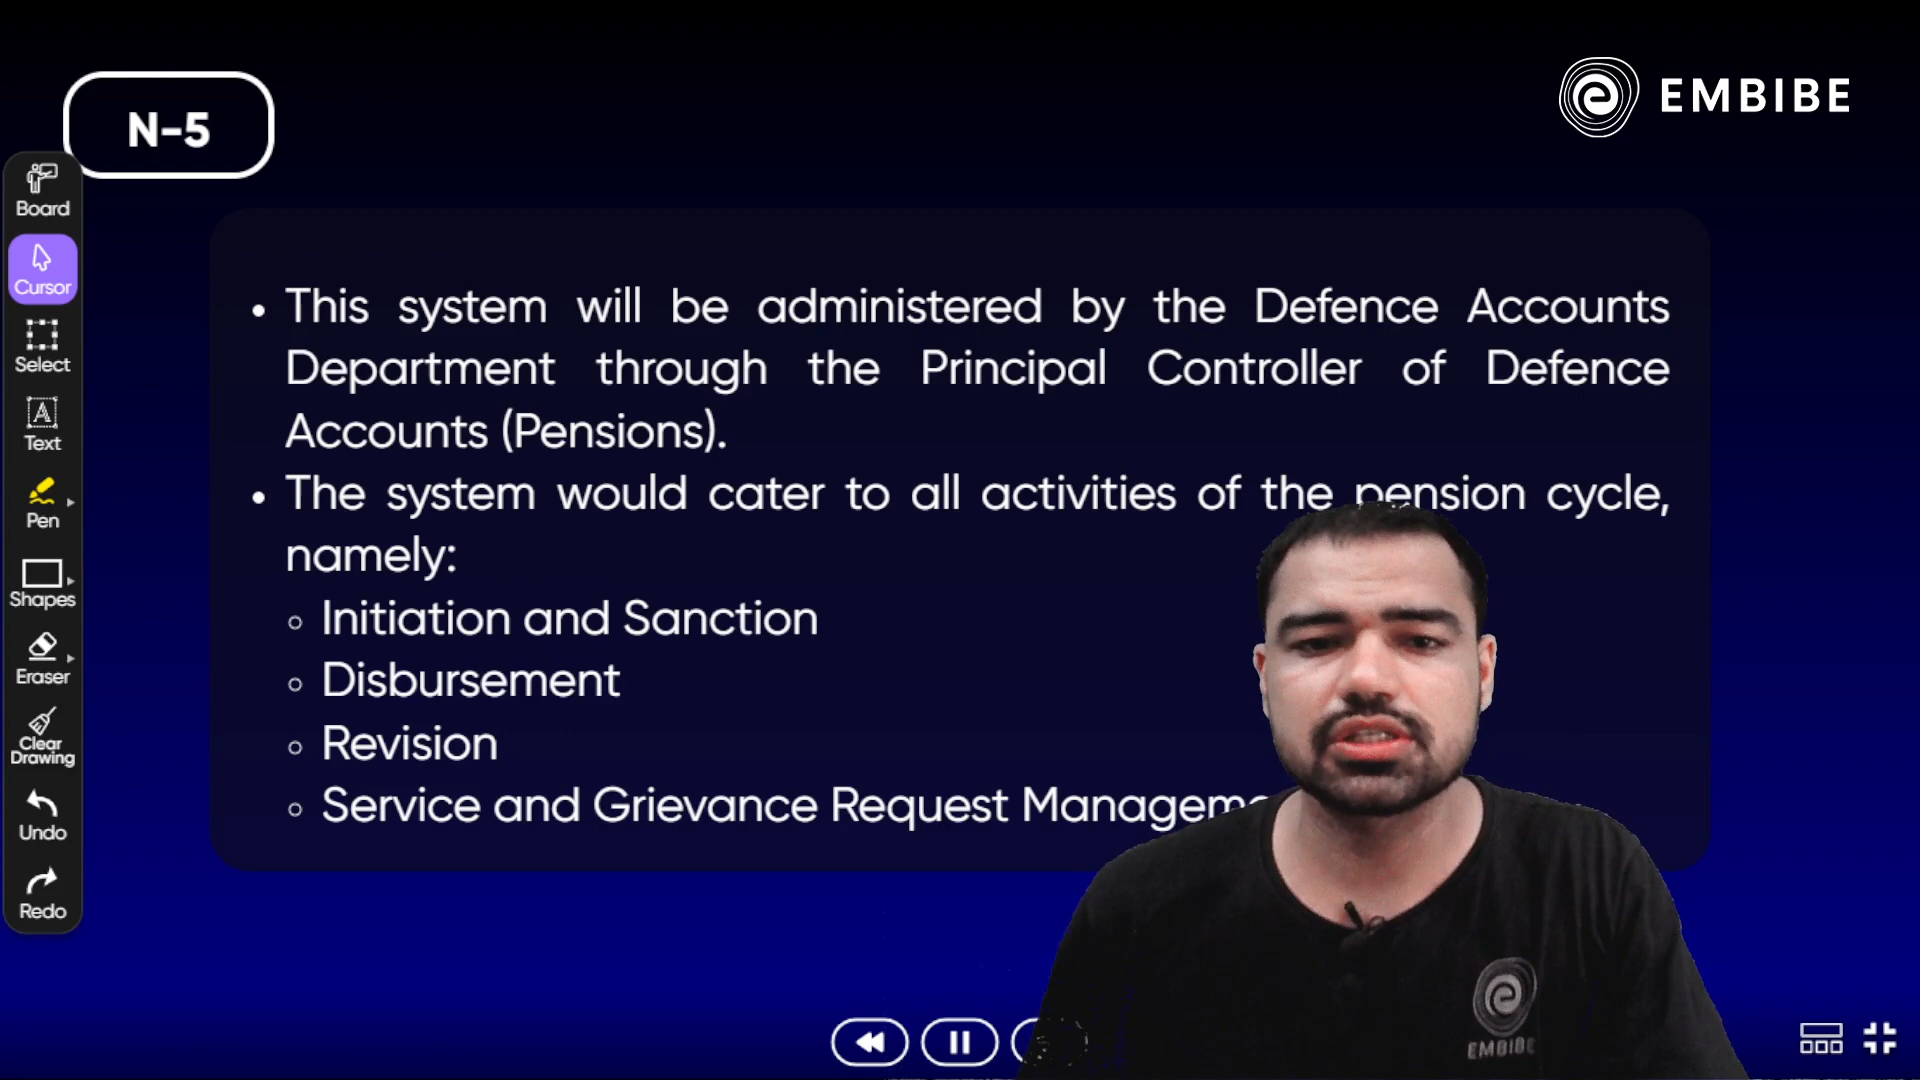 N-5
EMBIBE
Board
Cursor
Select
Text
Pen
Shapes
Eraser
Clear
Drawing
Undo
Redo
• This system will be administered by the Defence Accounts
Department through the Principal Controller of Defence
Accounts (Pensions).
• The system would cater to all activities of the pension cycle,
namely:
◦ Initiation and Sanction
◦ Disbursement
◦ Revision
◦ Service and Grievance Request
EMBIBE